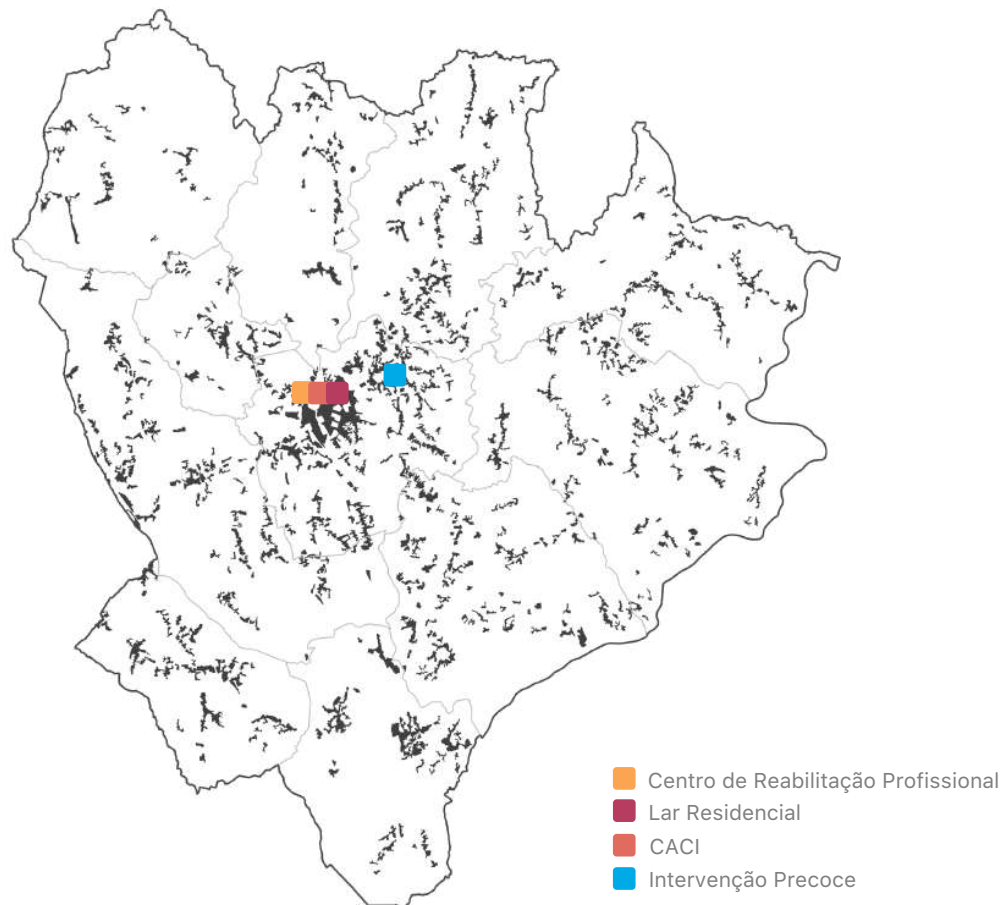 Centro de Reabilitação Profissional
Lar Residencial
CACI
Intervenção Precoce